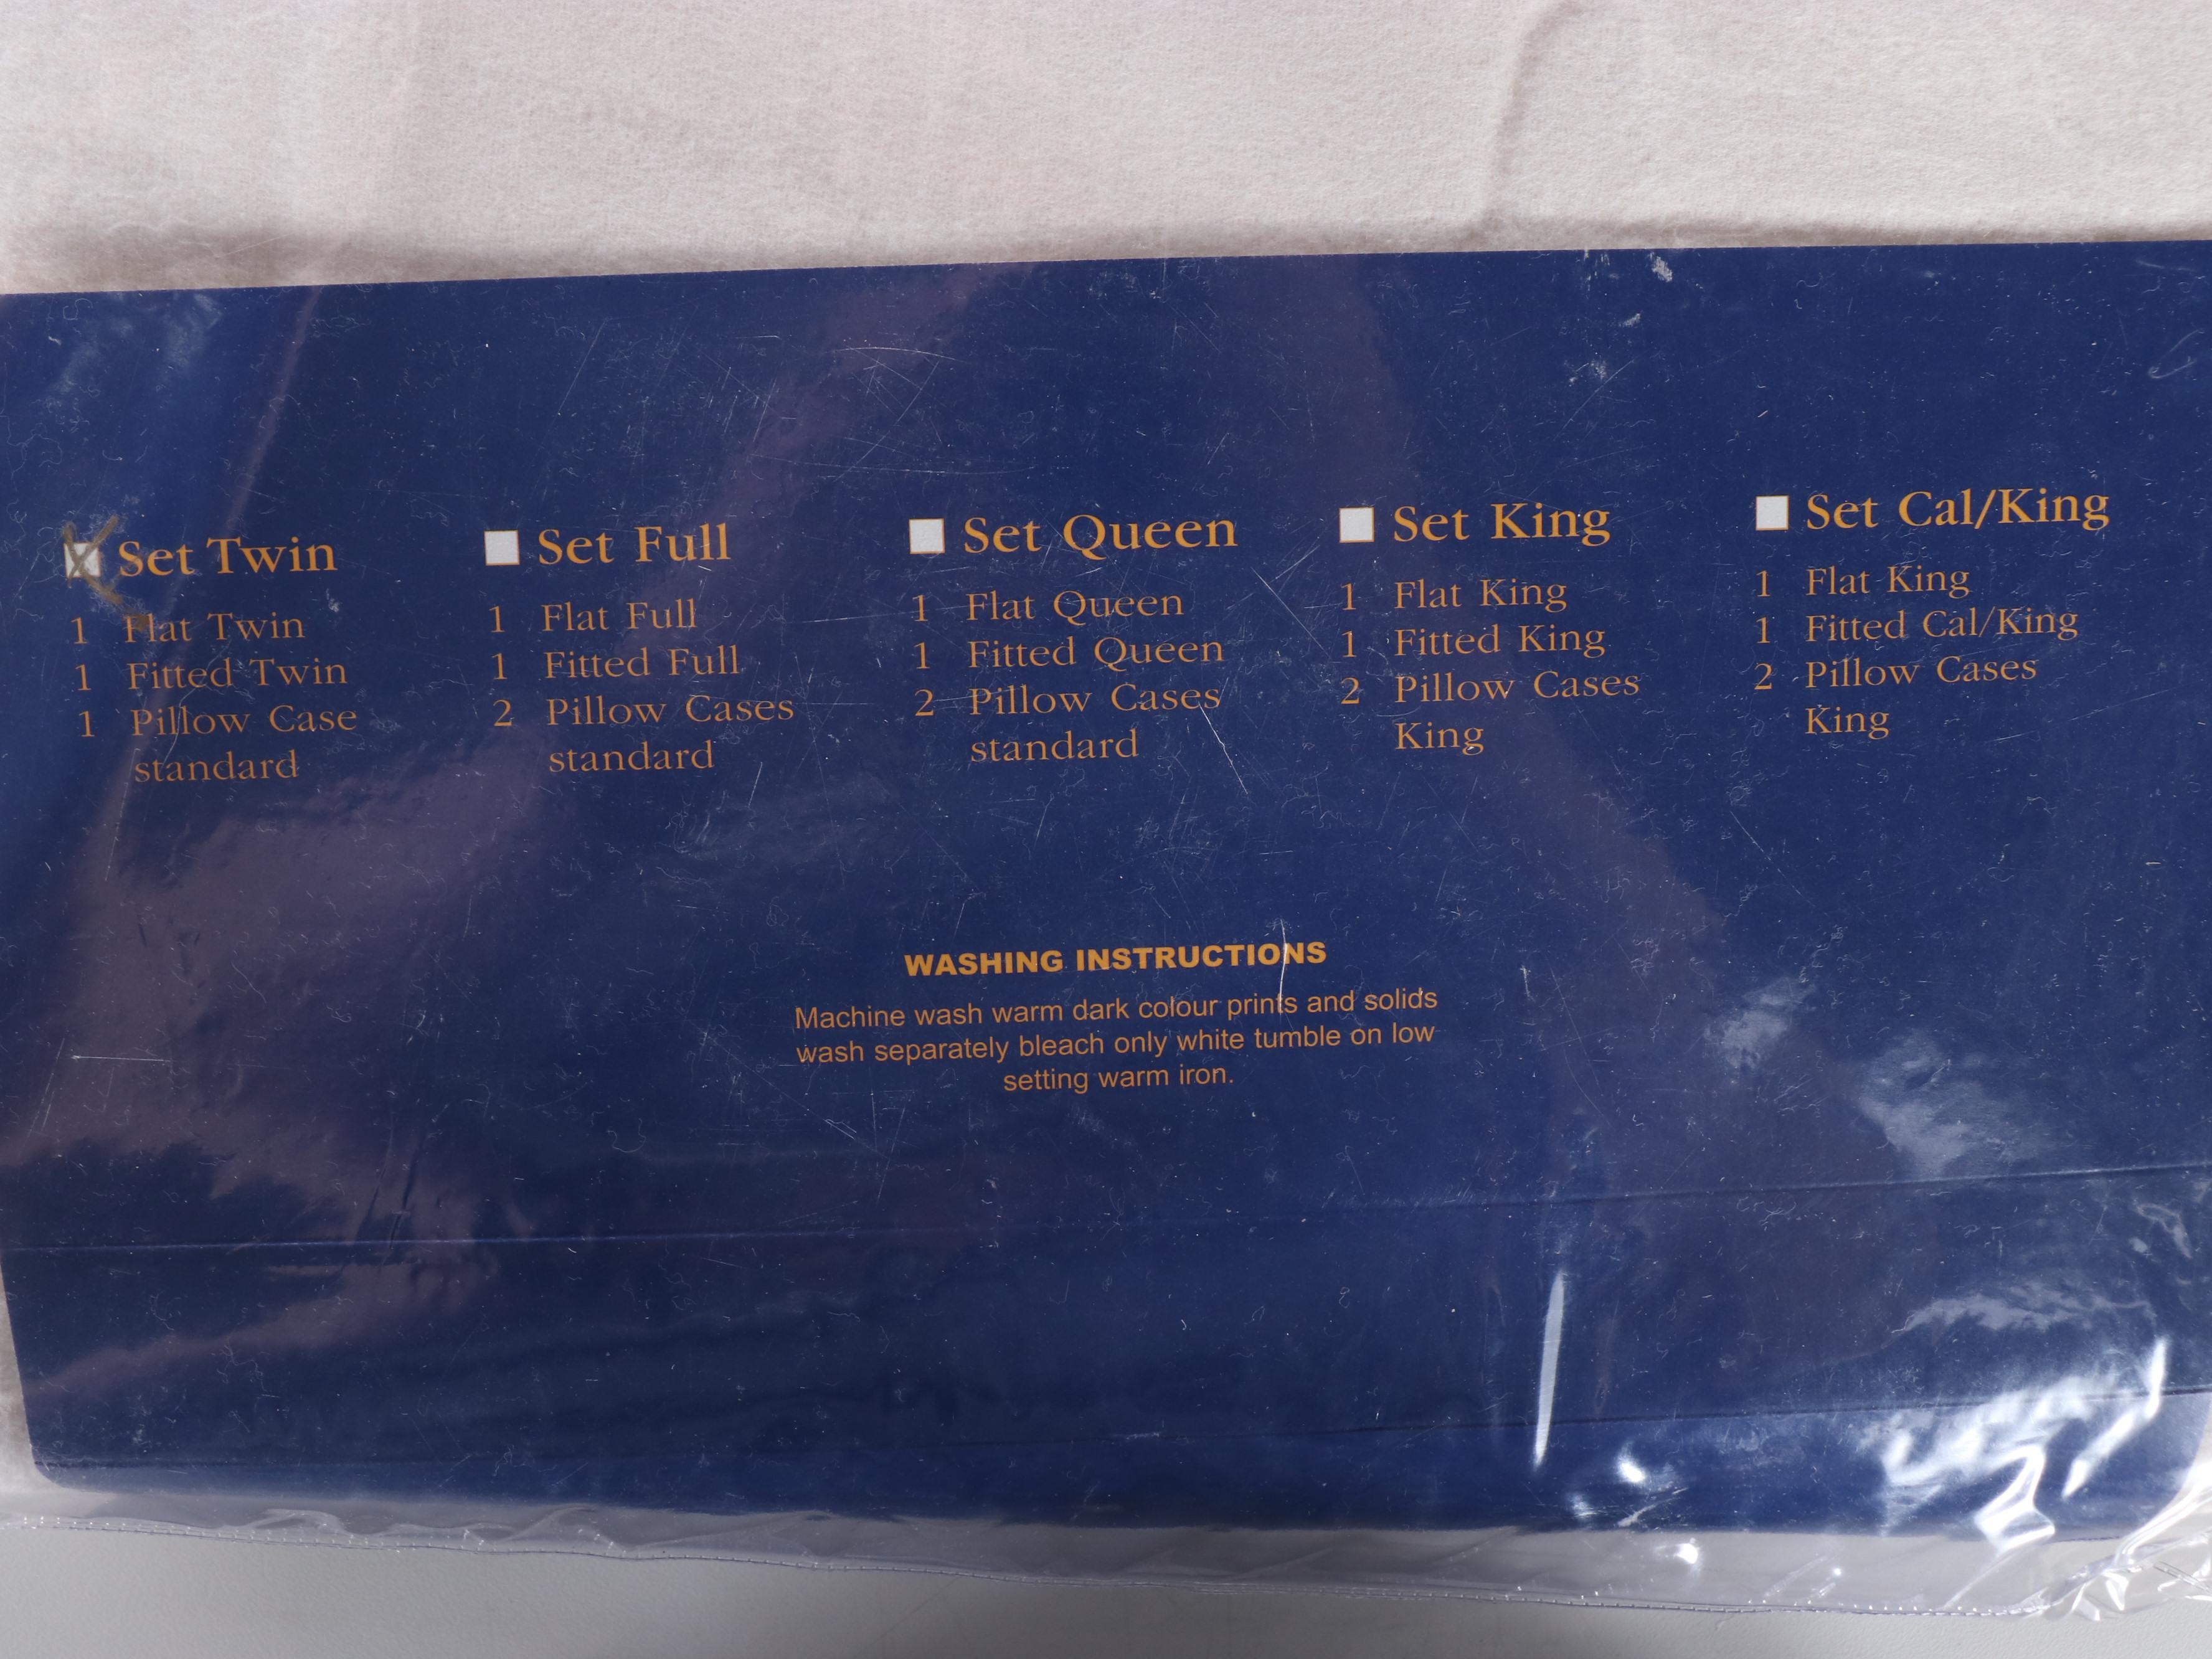 Set Twin
1 Flat Twin
1 Fitted Twin
1 Pillow Case
standard
Set Full
1 Flat Full
1 Fitted Full
2 Pillow Cases
standard
Set Queen
1 Flat Queen
1 Fitted Queen
2 Pillow Cases
standard
Set King
1 Flat King
1 Fitted King
2 Pillow Cases
King
Set Cal/King
1 Flat King
1 Fitted Cal/King
2 Pillow Cases
King
WASHING INSTRUCTIONS
Machine wash warm dark colour prints and solids
wash separately bleach only white tumble on low
setting warm iron.